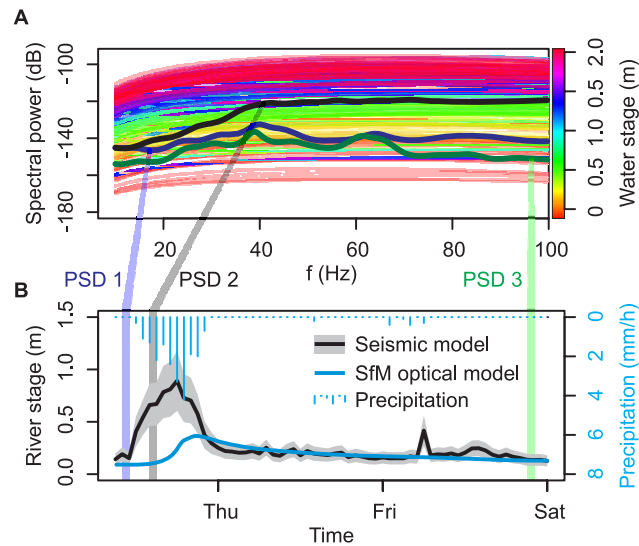 A
Spectral power (dB)
-100
-140
-180
20
40
60
80
100
f (Hz)
2.0
1.5
1.0
0.5
0
Water stage (m)
PSD 1
PSD 2
PSD 3
B
River stage (m)
1.5
1.0
0.5
0.0
Seismic model
SfM optical model
Precipitation
0
2
4
6
8
Precipitation (mm/h)
Thu
Fri
Sat
Time